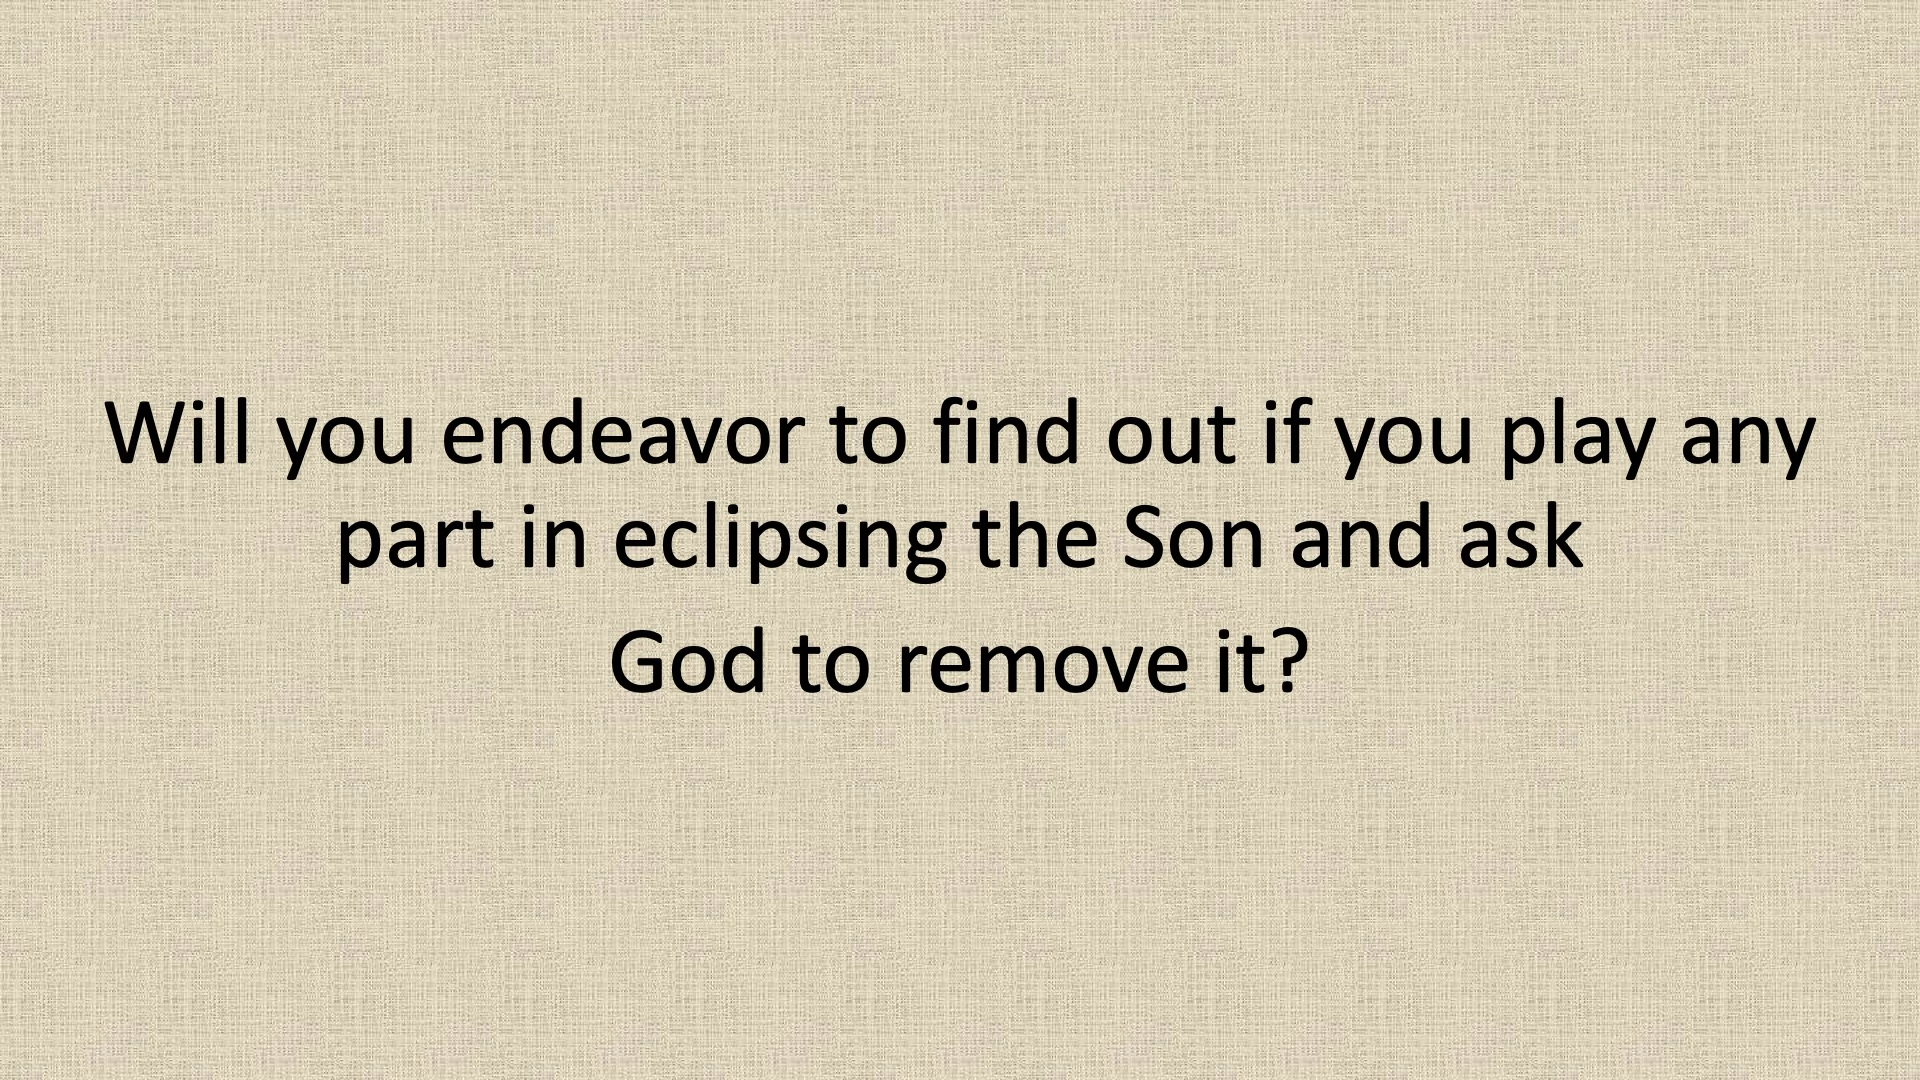 Will you endeavor to find out if you play any
part in eclipsing the Son and ask
God to remove it?